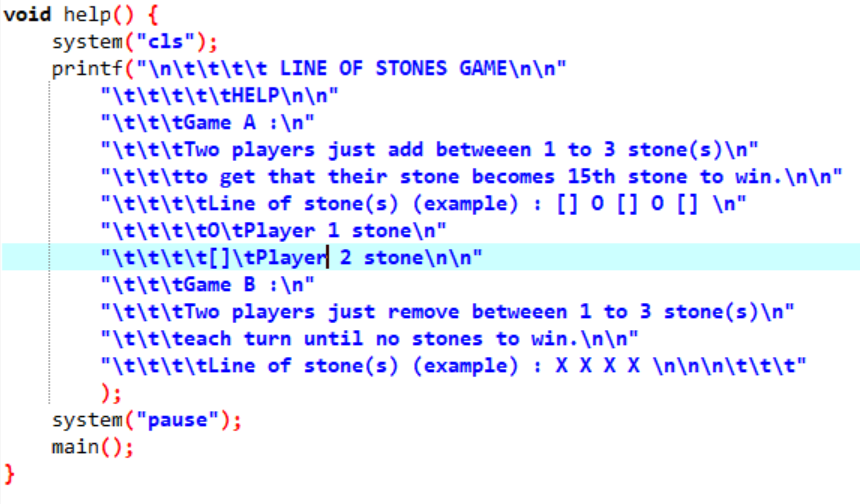 void help() {
    system("cls");
    printf("\n\t\t\t\t LINE OF STONES GAME\n\n"
        "\t\t\t\t\tHELP\n\n"
        "\t\t\tGame A :\n"
        "\t\t\tTwo players just add betweeen 1 to 3 stone(s)\n"
        "\t\t\tto get that their stone becomes 15th stone to win.\n\n"
        "\t\t\t\tLine of stone(s) (example) : [] O [] O [] \n"
        "\t\t\t\tO\tPlayer 1 stone\n"
        "\t\t\t\t[]\tPlayer 2 stone\n\n"
        "\t\t\tGame B :\n"
        "\t\t\tTwo players just remove betweeen 1 to 3 stone(s)\n"
        "\t\t\teach turn until no stones to win.\n\n"
        "\t\t\t\tLine of stone(s) (example) : X X X X \n\n\n\t\t\t"
        );
    system("pause");
    main();
}